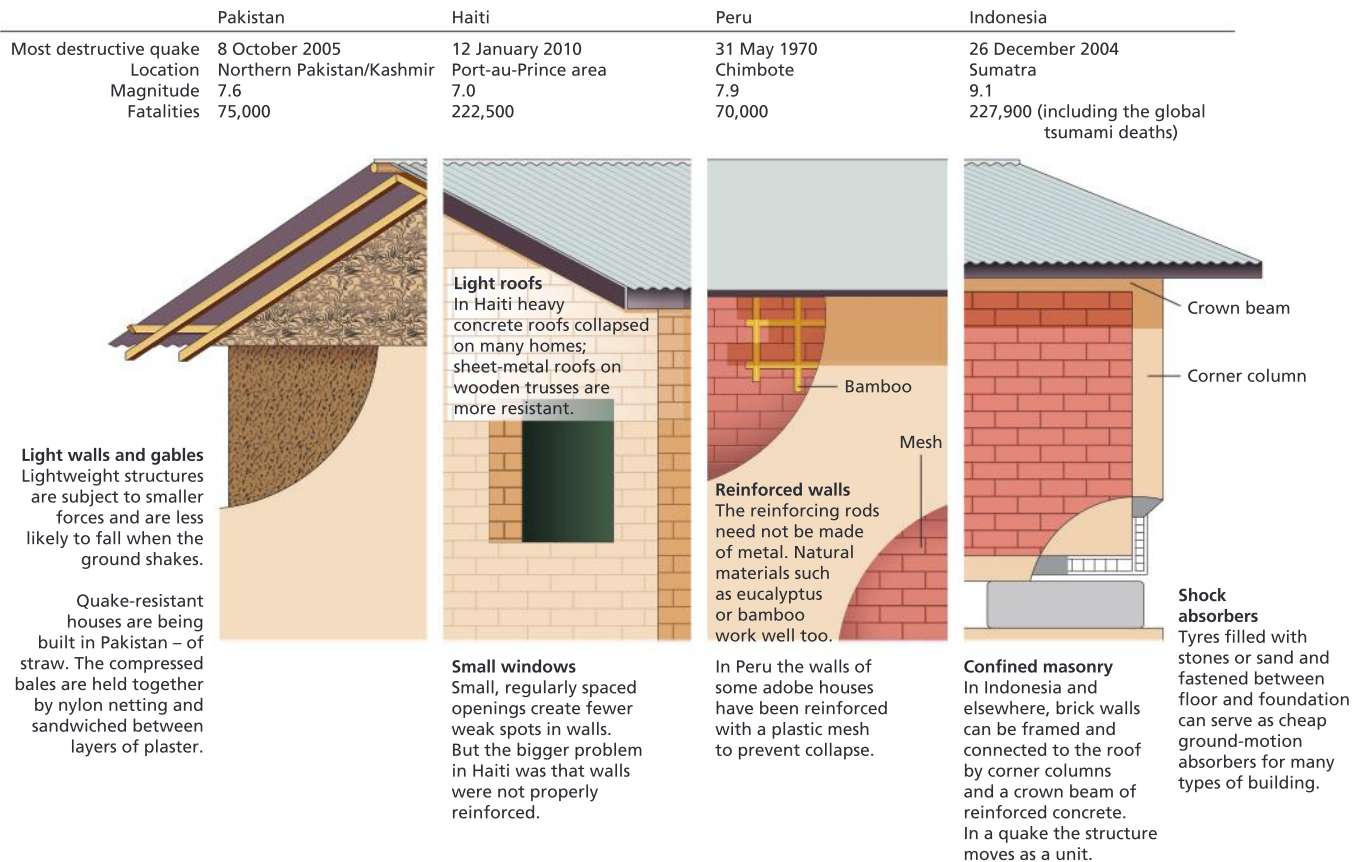 Pakistan Haiti Peru Indonesia
Most destructive quake 8 October 2005 12 January 2010 31 May 1970 26 December 2004
Location Northern Pakistan/Kashmir Port-au-Prince area Chimbote Sumatra
Magnitude 7.6 7.0 7.9 9.1
Fatalities 75,000 222,500 70,000 227,900 (including the global
tsunami deaths)
Light walls and gables
Lightweight structures
are subject to smaller
forces and are less
likely to fall when the
ground shakes.
Quake-resistant
houses are being
built in Pakistan – of
straw. The compressed
bales are held together
by nylon netting and
sandwiched between
layers of plaster.
Light roofs
In Haiti heavy
concrete roofs collapsed
on many homes;
sheet-metal roofs on
wooden trusses are
more resistant.
Small windows
Small, regularly spaced
openings create fewer
weak spots in walls.
But the bigger problem
in Haiti was that walls
were not properly
reinforced.
Bamboo
Mesh
Reinforced walls
The reinforcing rods
need not be made
of metal. Natural
materials such
as eucalyptus
or bamboo
work well too.
In Peru the walls of
some adobe houses
have been reinforced
with a plastic mesh
to prevent collapse.
Crown beam
Corner column
Confined masonry
In Indonesia and
elsewhere, brick walls
can be framed and
connected to the roof
by corner columns
and a crown beam of
reinforced concrete.
In a quake the structure
moves as a unit.
Shock
absorbers
Tyres filled with
stones or sand and
fastened between
floor and foundation
can serve as cheap
ground-motion
absorbers for many
types of building.